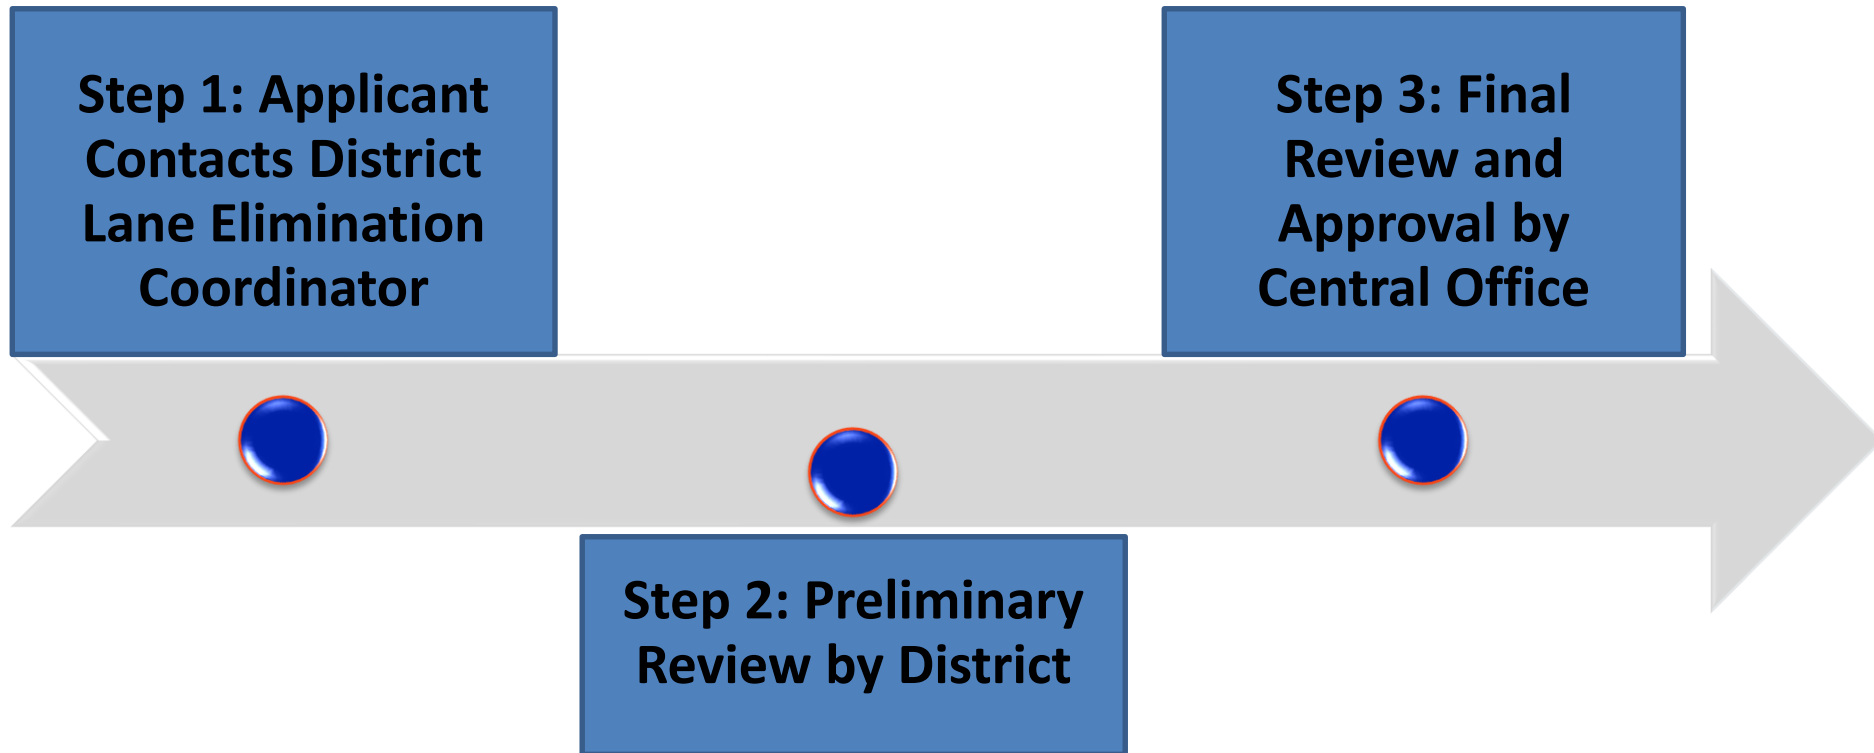 Step 1: Applicant
Contacts District
Lane Elimination
Coordinator
Step 2: Preliminary
Review by District
Step 3: Final
Review and
Approval by
Central Office